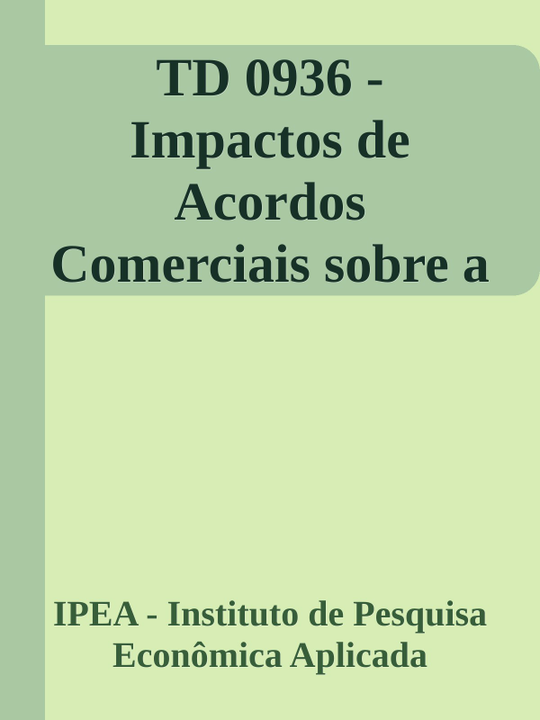 TD 0936 -
Impactos de
Acordos
Comerciais sobre a
IPEA - Instituto de Pesquisa
Econômica Aplicada